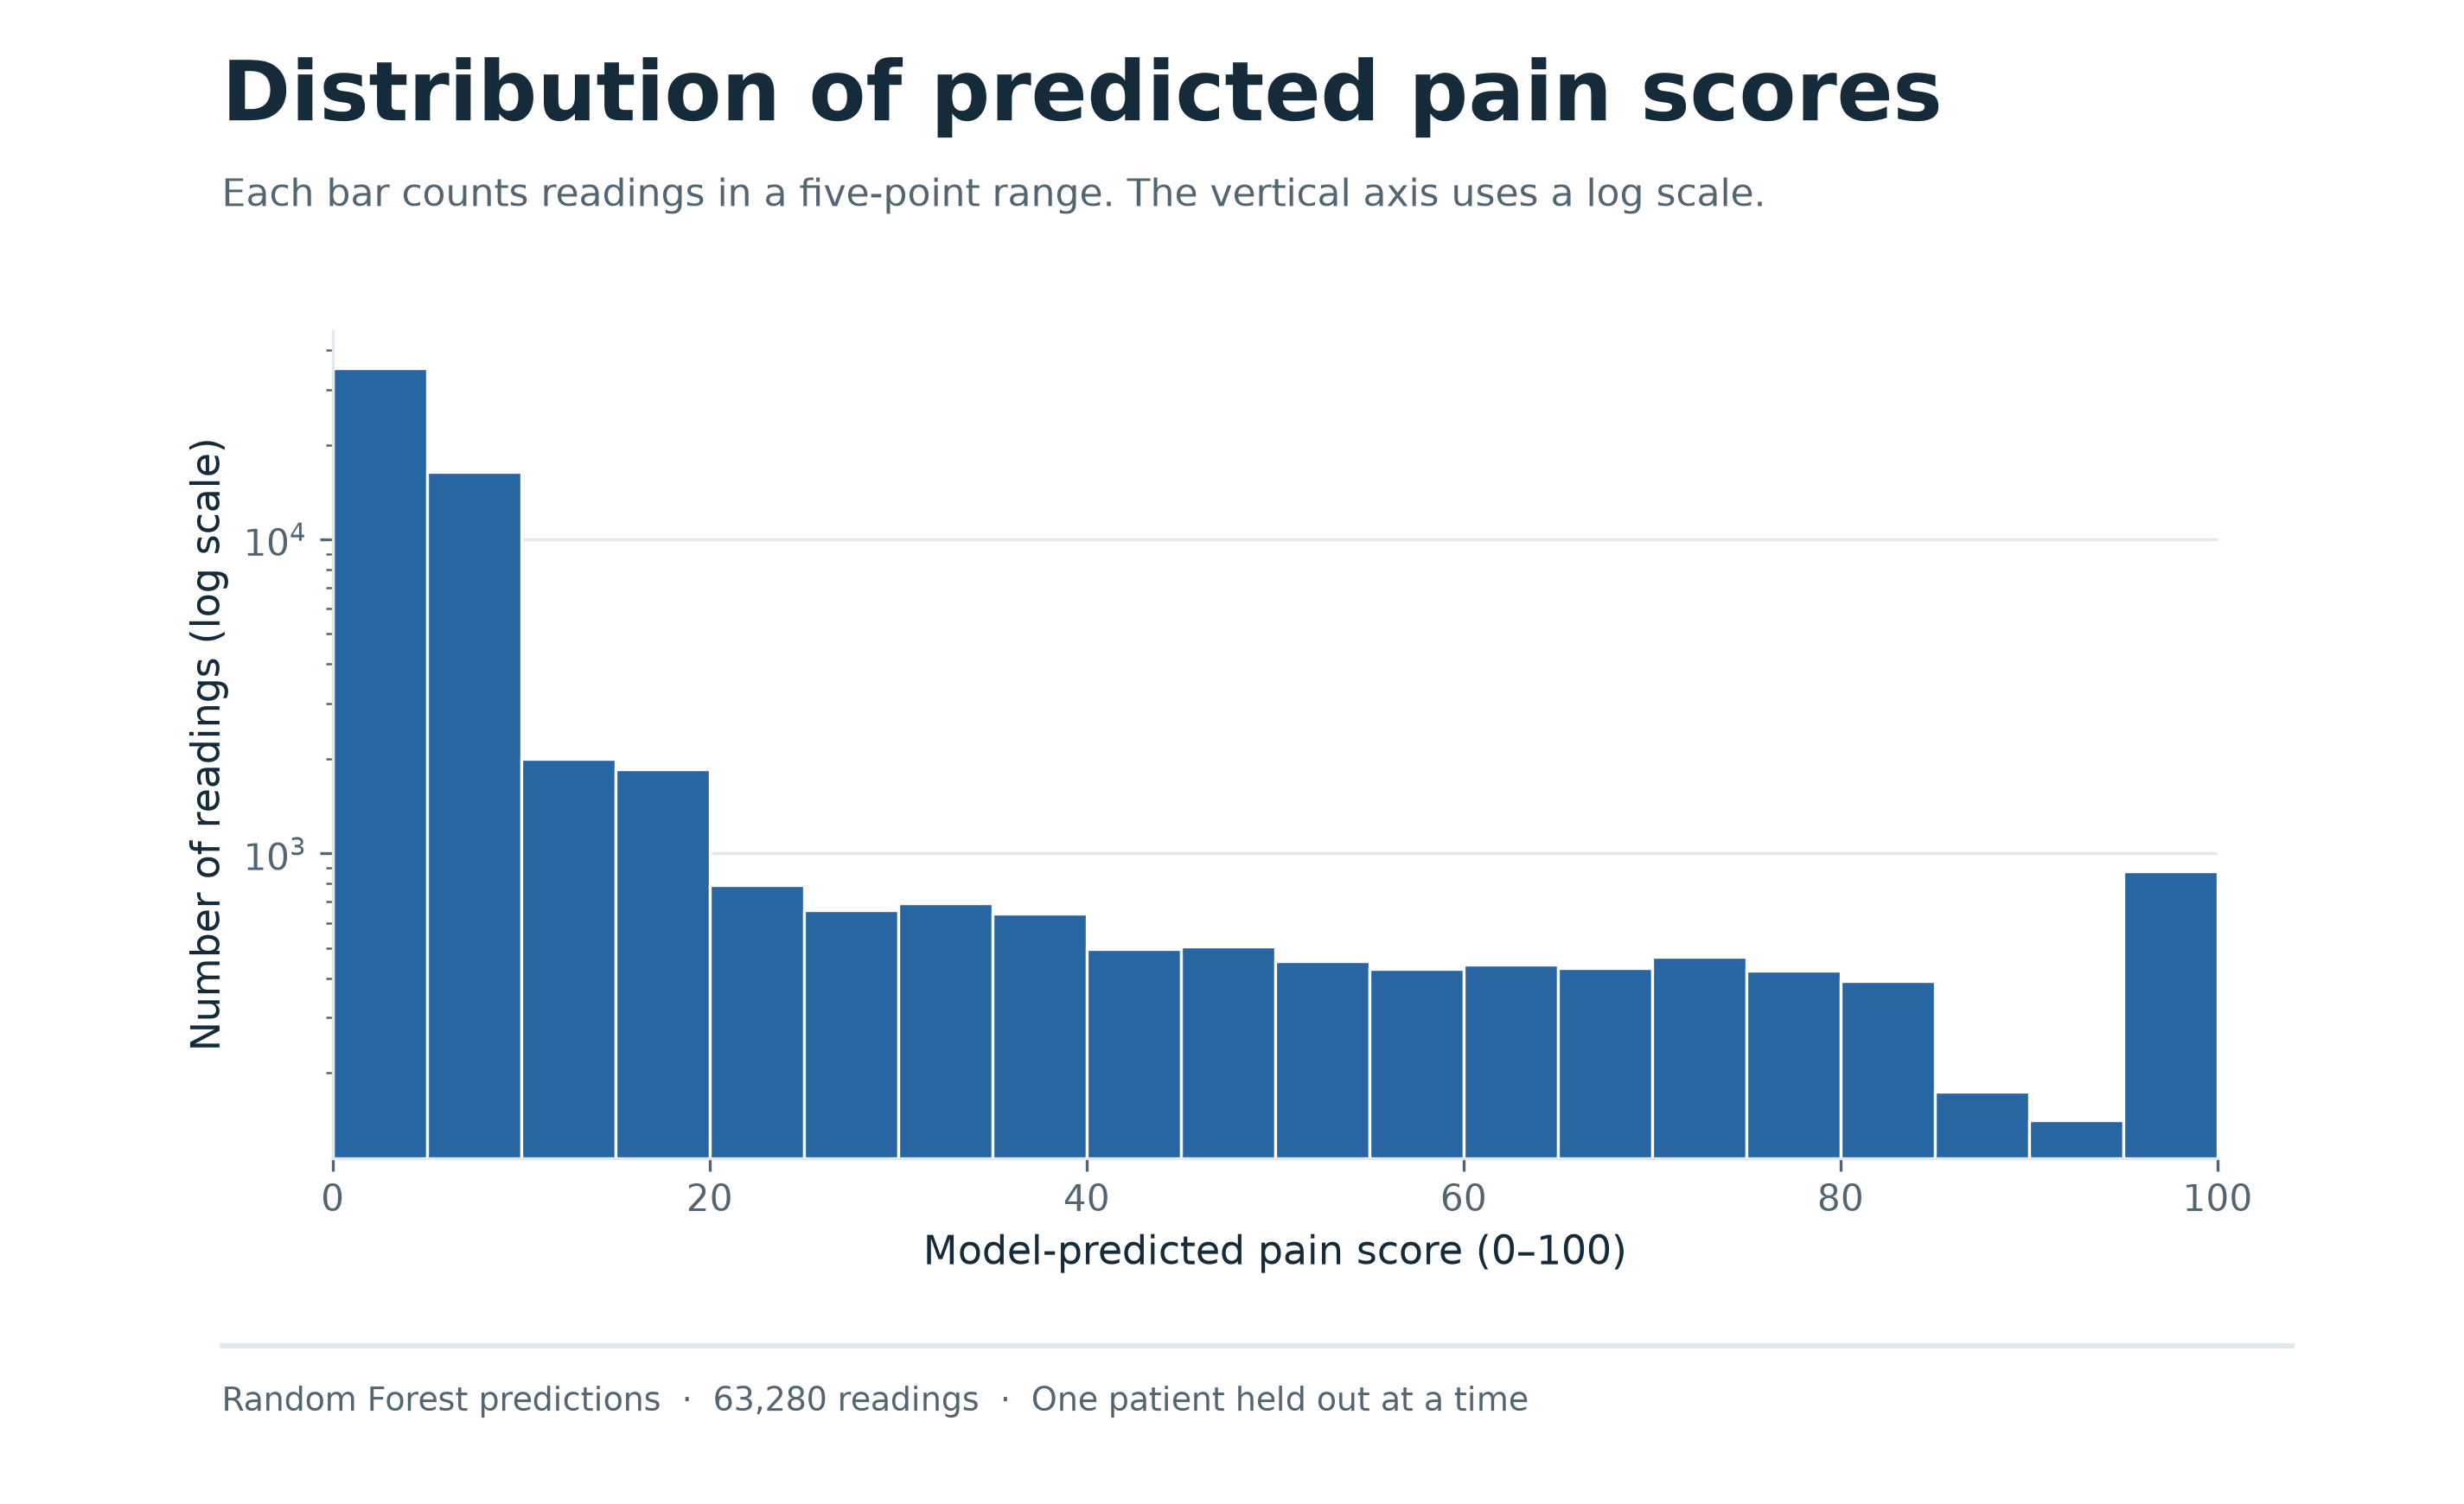 Distribution of predicted pain scores
Each bar counts readings in a five-point range. The vertical axis uses a log scale.
Number of readings (log scale)
10⁴
10³
0 20 40 60 80 100
Model-predicted pain score (0–100)
Random Forest predictions · 63,280 readings · One patient held out at a time